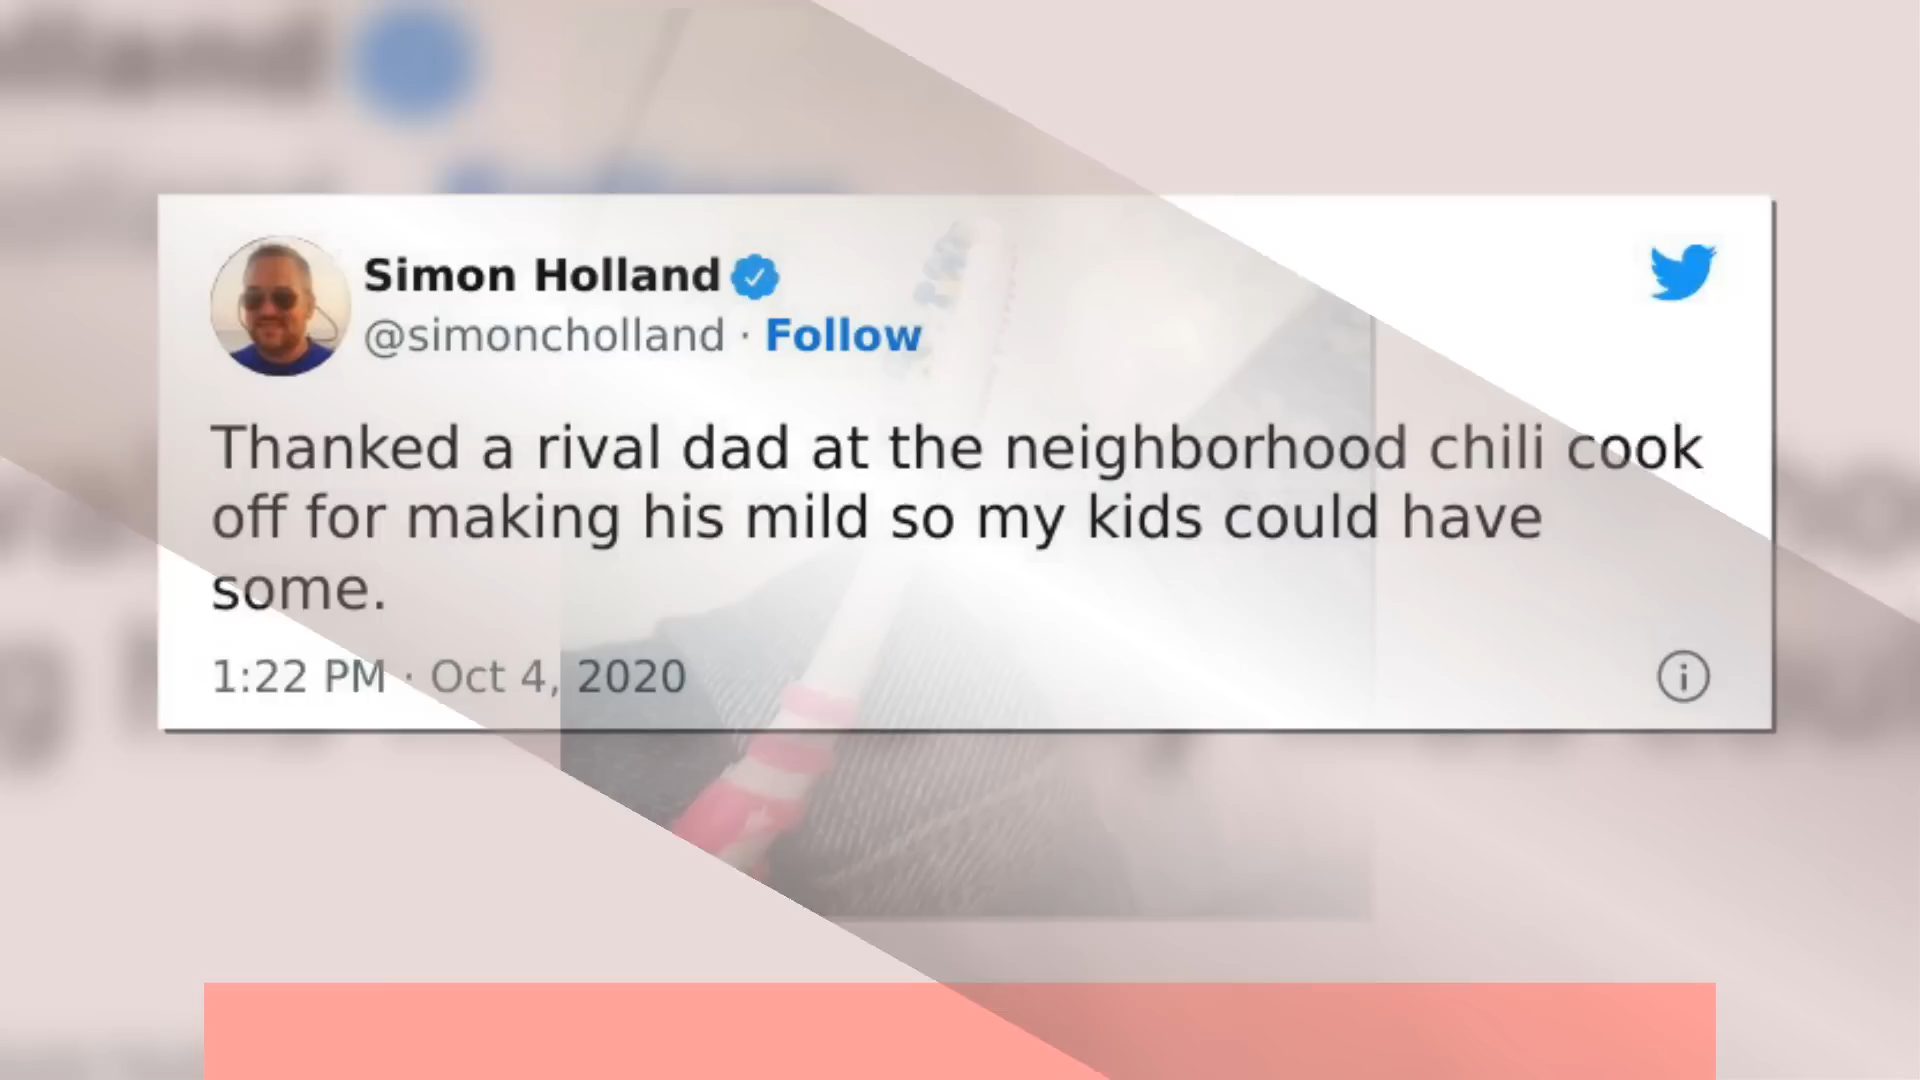 Simon Holland
@simoncholland · Follow
Thanked a rival dad at the neighborhood chili cook
off for making his mild so my kids could have
some.
1:22 PM · Oct 4, 2020